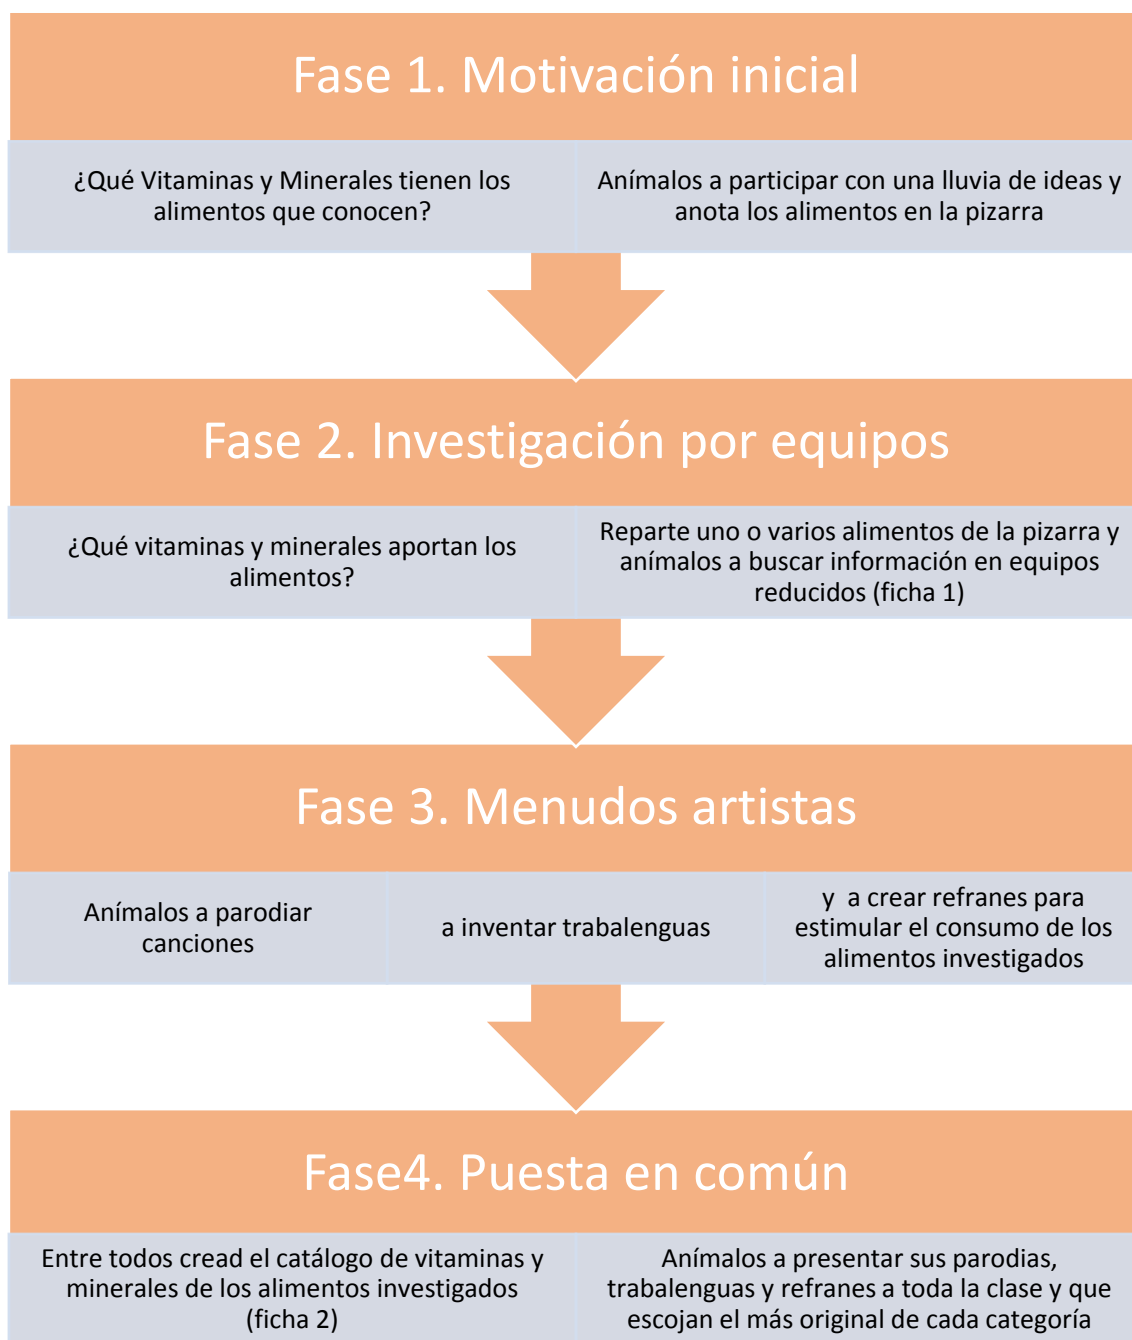 Fase 1. Motivación inicial
¿Qué Vitaminas y Minerales tienen los
alimentos que conocen?
Anímalos a participar con una lluvia de ideas y
anota los alimentos en la pizarra
Fase 2. Investigación por equipos
¿Qué vitaminas y minerales aportan los
alimentos?
Reparte uno o varios alimentos de la pizarra y
anímalos a buscar información en equipos
reducidos (ficha 1)
Fase 3. Menudos artistas
Anímalos a parodiar
canciones
a inventar trabalenguas
y  a crear refranes para
estimular el consumo de los
alimentos investigados
Fase4. Puesta en común
Entre todos cread el catálogo de vitaminas y
minerales de los alimentos investigados
(ficha 2)
Anímalos a presentar sus parodias,
trabalenguas y refranes a toda la clase y que
escojan el más original de cada categoría